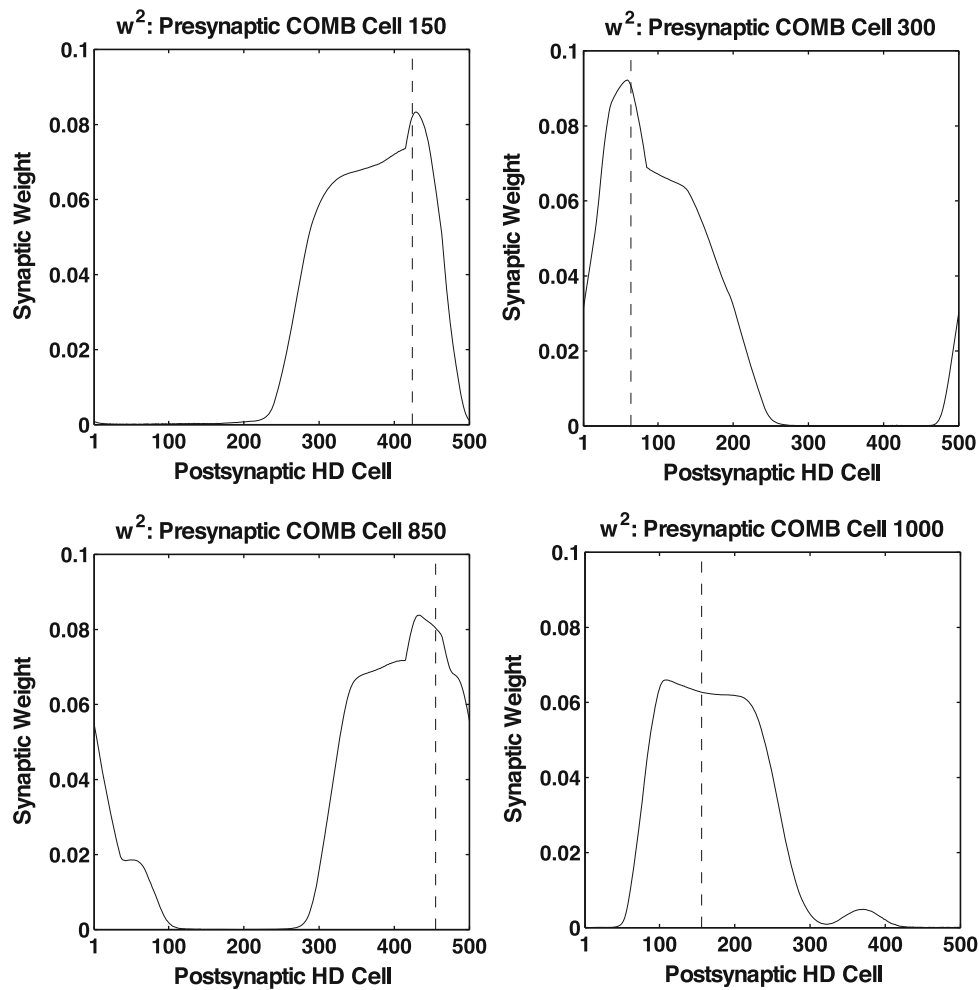 w²: Presynaptic COMB Cell 150
0.1
0.08
0.06
0.04
0.02
0
Synaptic Weight
1 100 200 300 400 500
Postsynaptic HD Cell
w²: Presynaptic COMB Cell 300
0.1
0.08
0.06
0.04
0.02
0
Synaptic Weight
1 100 200 300 400 500
Postsynaptic HD Cell
w²: Presynaptic COMB Cell 850
0.1
0.08
0.06
0.04
0.02
0
Synaptic Weight
1 100 200 300 400 500
Postsynaptic HD Cell
w²: Presynaptic COMB Cell 1000
0.1
0.08
0.06
0.04
0.02
0
Synaptic Weight
1 100 200 300 400 500
Postsynaptic HD Cell